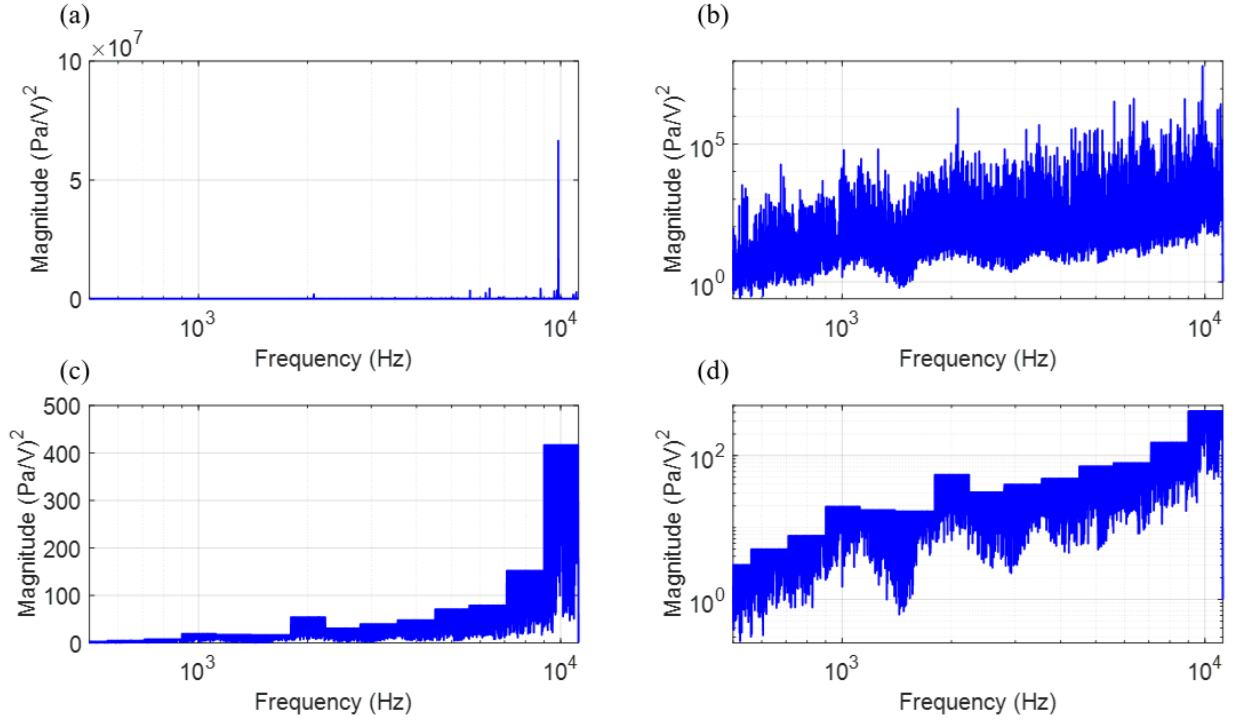 (a)
×10^7
10
5
0
Magnitude (Pa/V)^2
10^3
10^4
Frequency (Hz)
(b)
10^5
10^0
Magnitude (Pa/V)^2
10^3
10^4
Frequency (Hz)
(c)
500
400
300
200
100
0
Magnitude (Pa/V)^2
10^3
10^4
Frequency (Hz)
(d)
10^2
10^0
Magnitude (Pa/V)^2
10^3
10^4
Frequency (Hz)